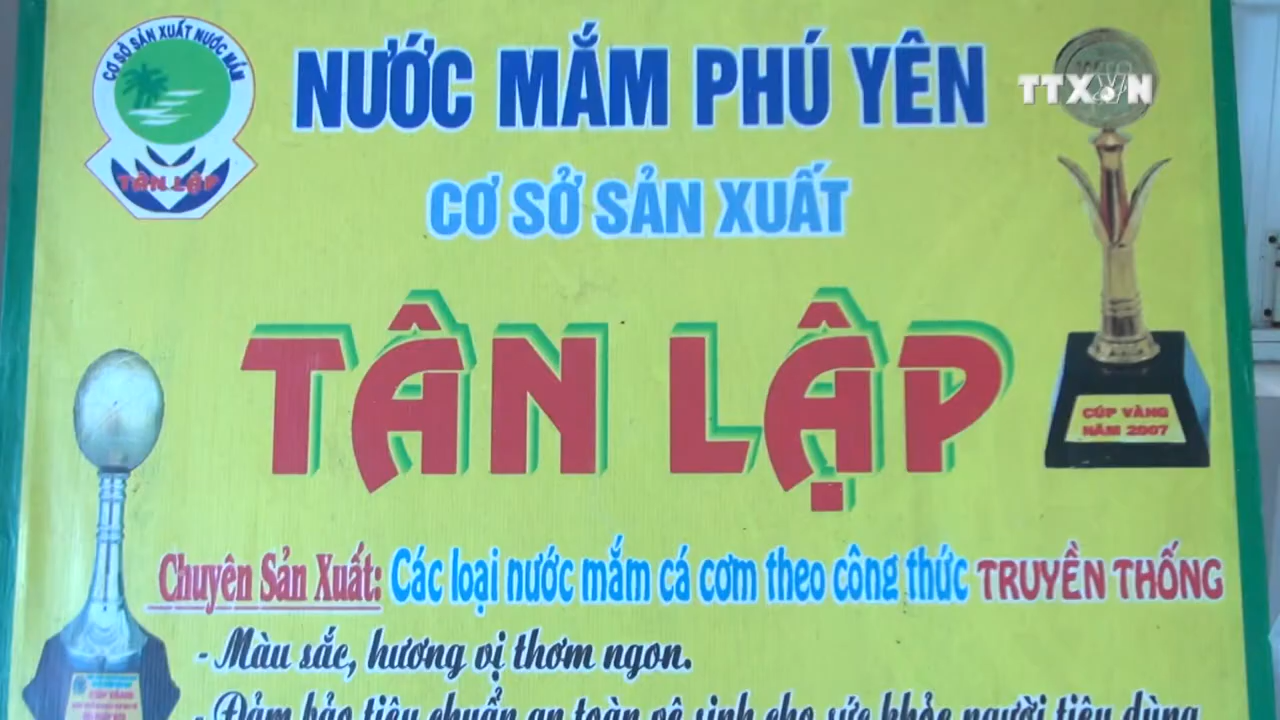 CƠ SỞ SẢN XUẤT NƯỚC MẮM
TÂN LẬP
NƯỚC MẮM PHÚ YÊN
TTXVN
CƠ SỞ SẢN XUẤT
TÂN LẬP
CÚP VÀNG
NĂM 2007
Chuyên Sản Xuất: Các loại nước mắm cá cơm theo công thức TRUYỀN THỐNG
- Màu sắc, hương vị thơm ngon.
- Đảm bảo tiêu chuẩn an toàn vệ sinh cho sức khỏe người tiêu dùng
CÚP VÀNG